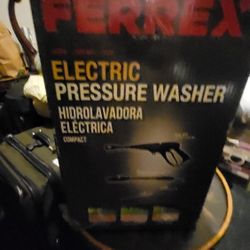 FERREX
ELECTRIC
PRESSURE WASHER
HIDROLAVADORA
ELÉCTRICA
COMPACT